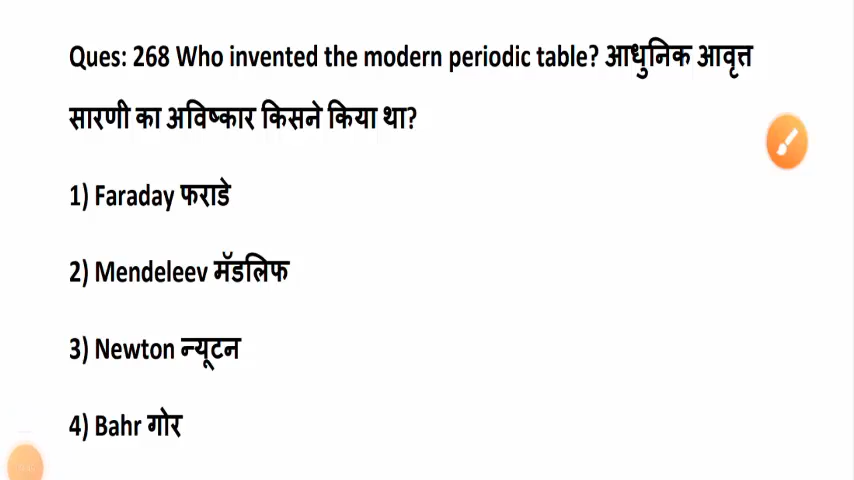 Ques: 268 Who invented the modern periodic table? आधुनिक आवृत्त
सारणी का अविष्कार किसने किया था?
1) Faraday फराडे
2) Mendeleev मॅडलिफ
3) Newton न्यूटन
4) Bahr गोर